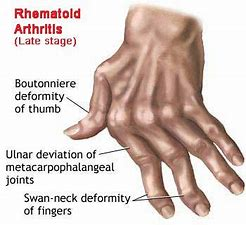 Rheumatoid
Arthritis
(Late stage)
Boutonniere
deformity
of thumb
Ulnar deviation of
metacarpophalangeal
joints
Swan-neck deformity
of fingers